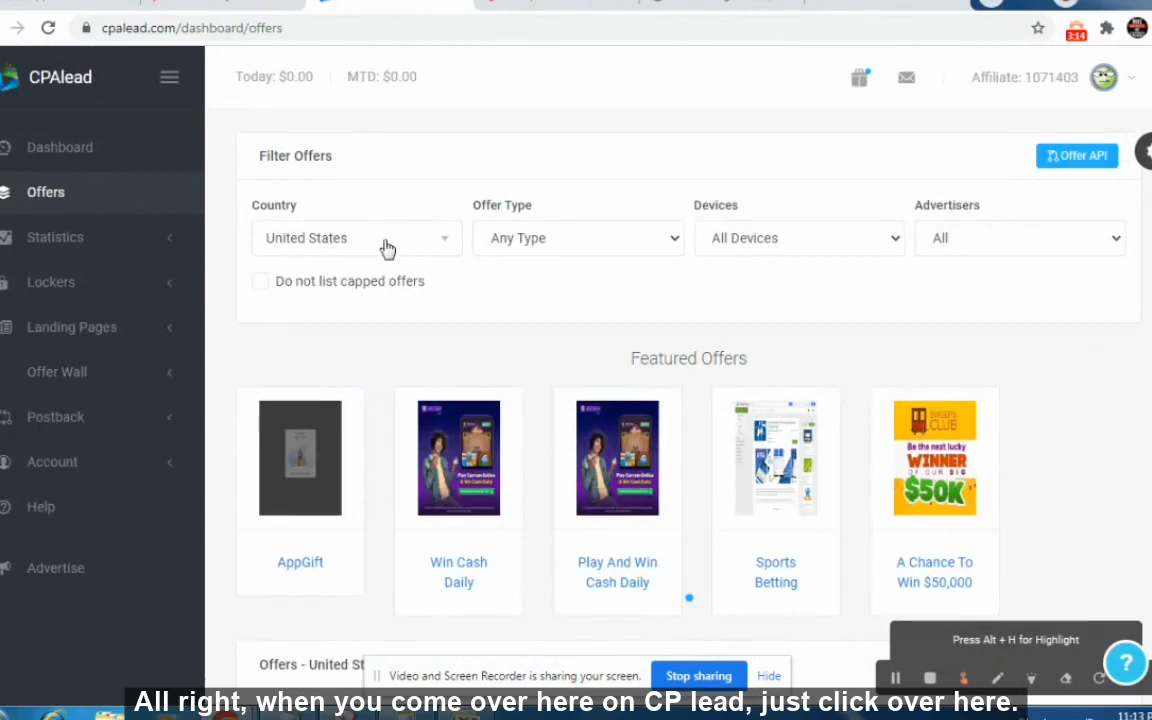 cpalead.com/dashboard/offers
3:14
CPAlead
Today: $0.00
MTD: $0.00
Affiliate: 1071403
Dashboard
Offers
Statistics
Lockers
Landing Pages
Offer Wall
Postback
Account
Help
Advertise
Filter Offers
Offer API
Country
Offer Type
Devices
Advertisers
United States
Any Type
All Devices
All
Do not list capped offers
Featured Offers
CLUB
Be the next lucky
WINNER
OF OUR BIG
$50K
AppGift
Win Cash
Daily
Play And Win
Cash Daily
Sports
Betting
A Chance To
Win $50,000
Press Alt + H for Highlight
Offers - United St
Video and Screen Recorder is sharing your screen.
Stop sharing
Hide
?
All right, when you come over here on CP lead, just click over here.
11:13